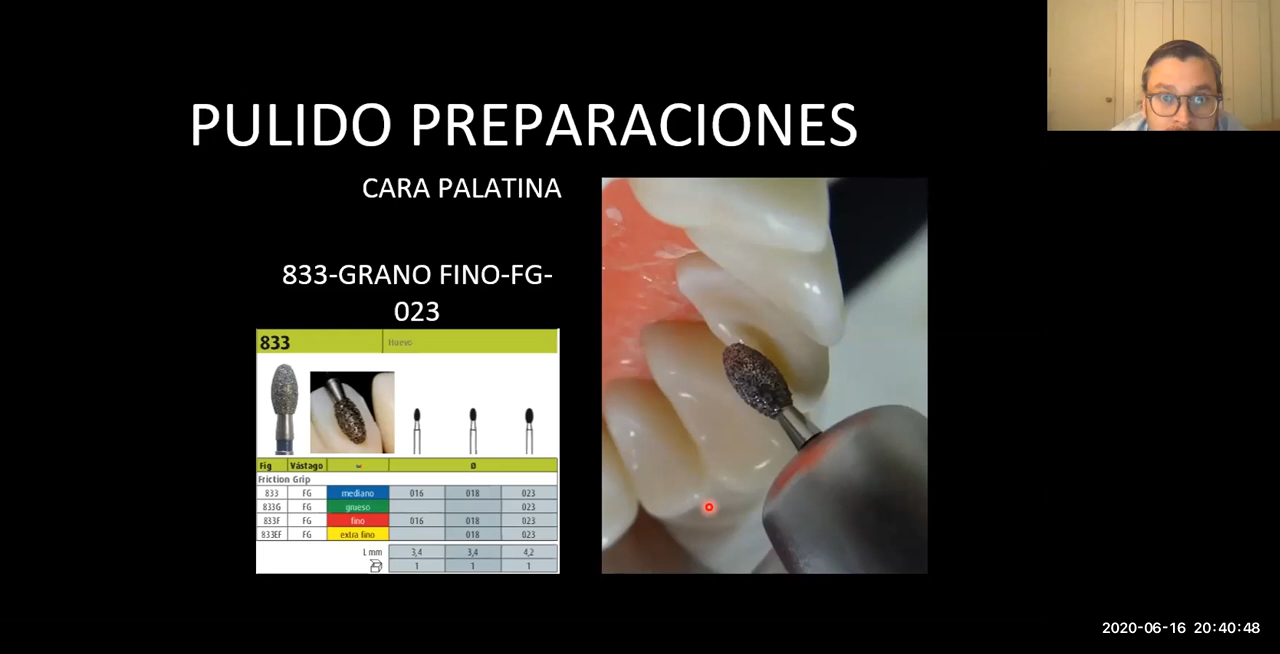 PULIDO PREPARACIONES
CARA PALATINA
833-GRANO FINO-FG-
023
833 Huevo
Fig Vástago Ø
Friction Grip
833 FG mediano 016 018 023
833G FG grueso 023
833F FG fino 016 018 023
833EF FG extra fino 018 023
L mm 3,4 3,4 4,2
1 1 1
2020-06-16 20:40:48